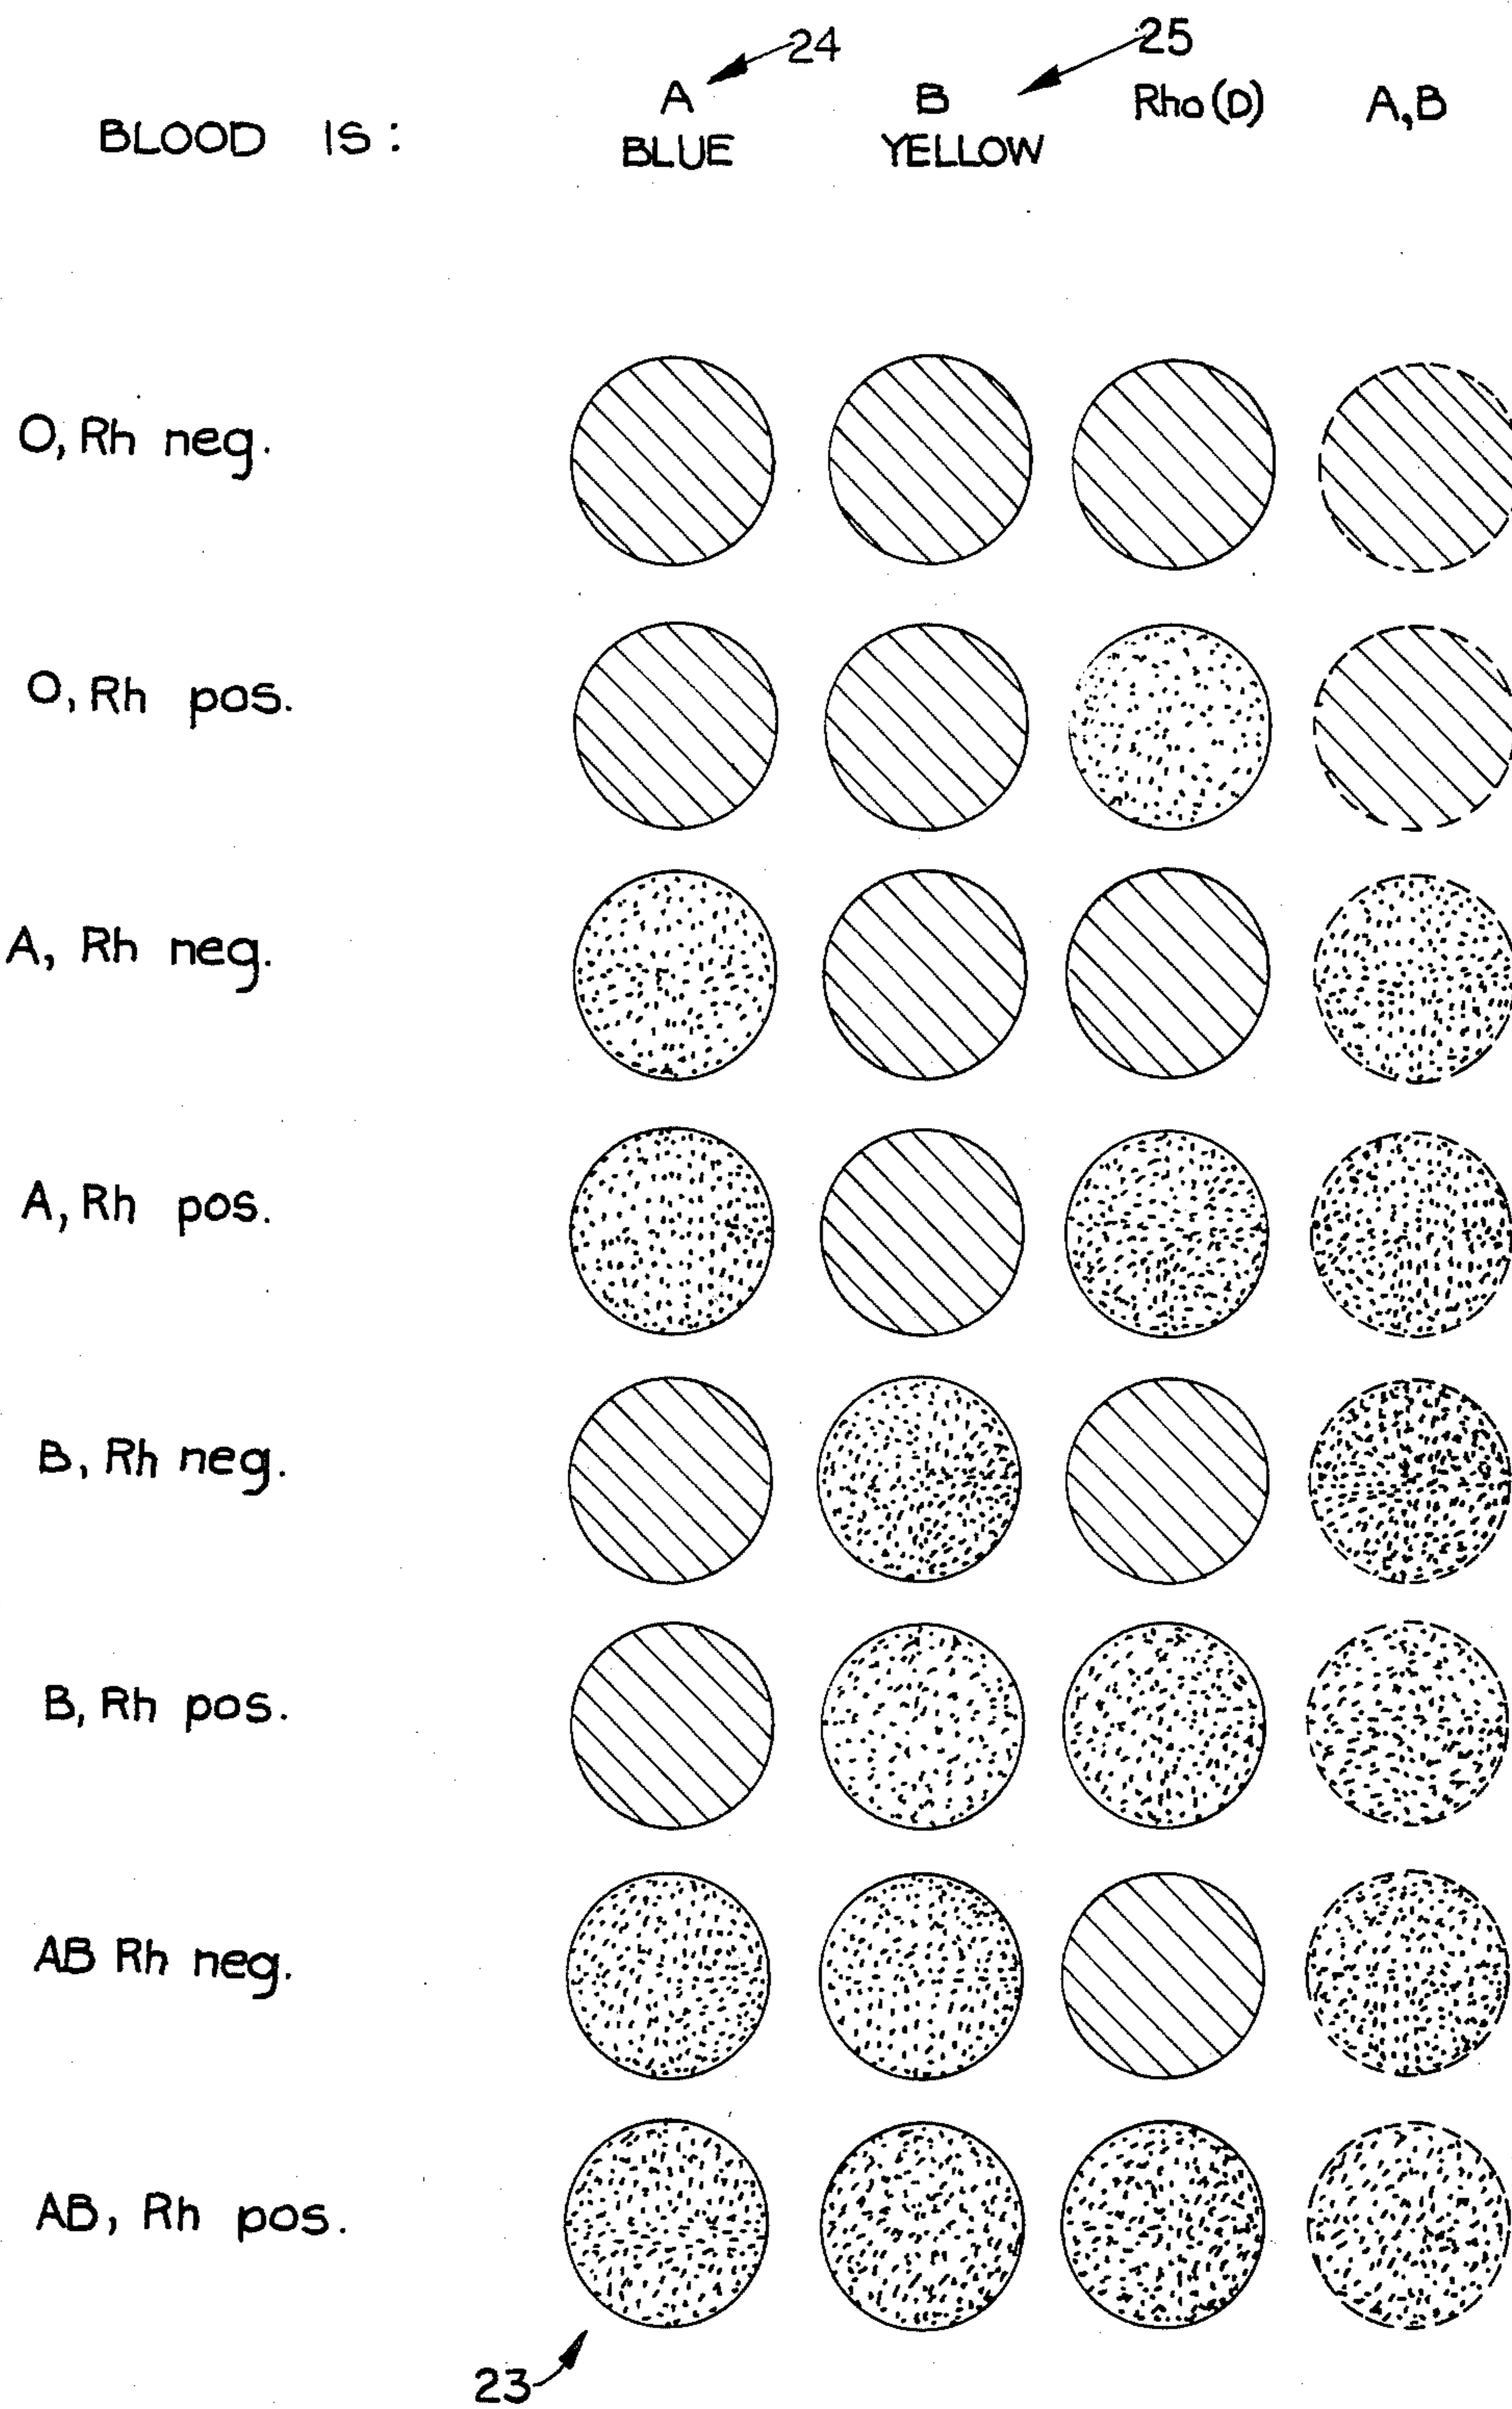 24
25
A
B
Rho (D)
A,B
BLOOD IS:
BLUE
YELLOW
O, Rh neg.
O, Rh pos.
A, Rh neg.
A, Rh pos.
B, Rh neg.
B, Rh pos.
AB Rh neg.
AB, Rh pos.
23